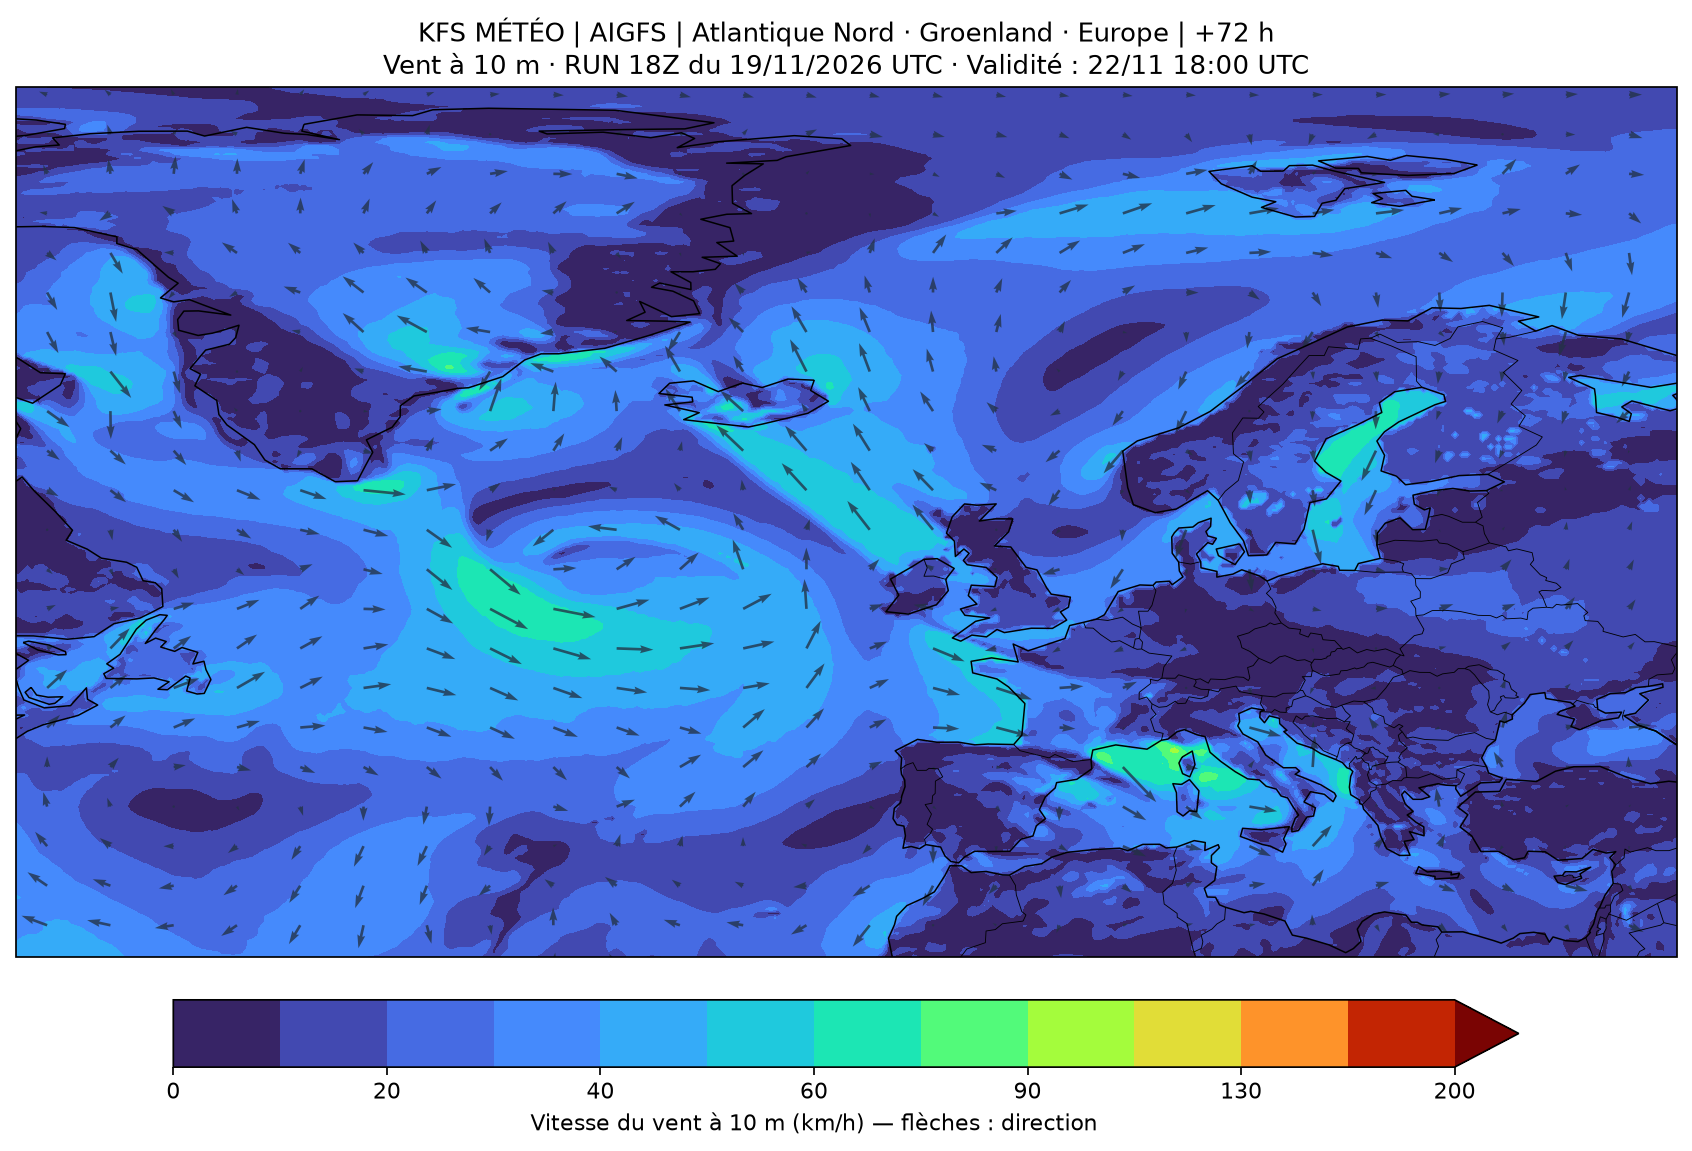 KFS MÉTÉO | AIGFS | Atlantique Nord · Groenland · Europe | +72 h
Vent à 10 m · RUN 18Z du 19/11/2026 UTC · Validité : 22/11 18:00 UTC
0 20 40 60 90 130 200
Vitesse du vent à 10 m (km/h) — flèches : direction